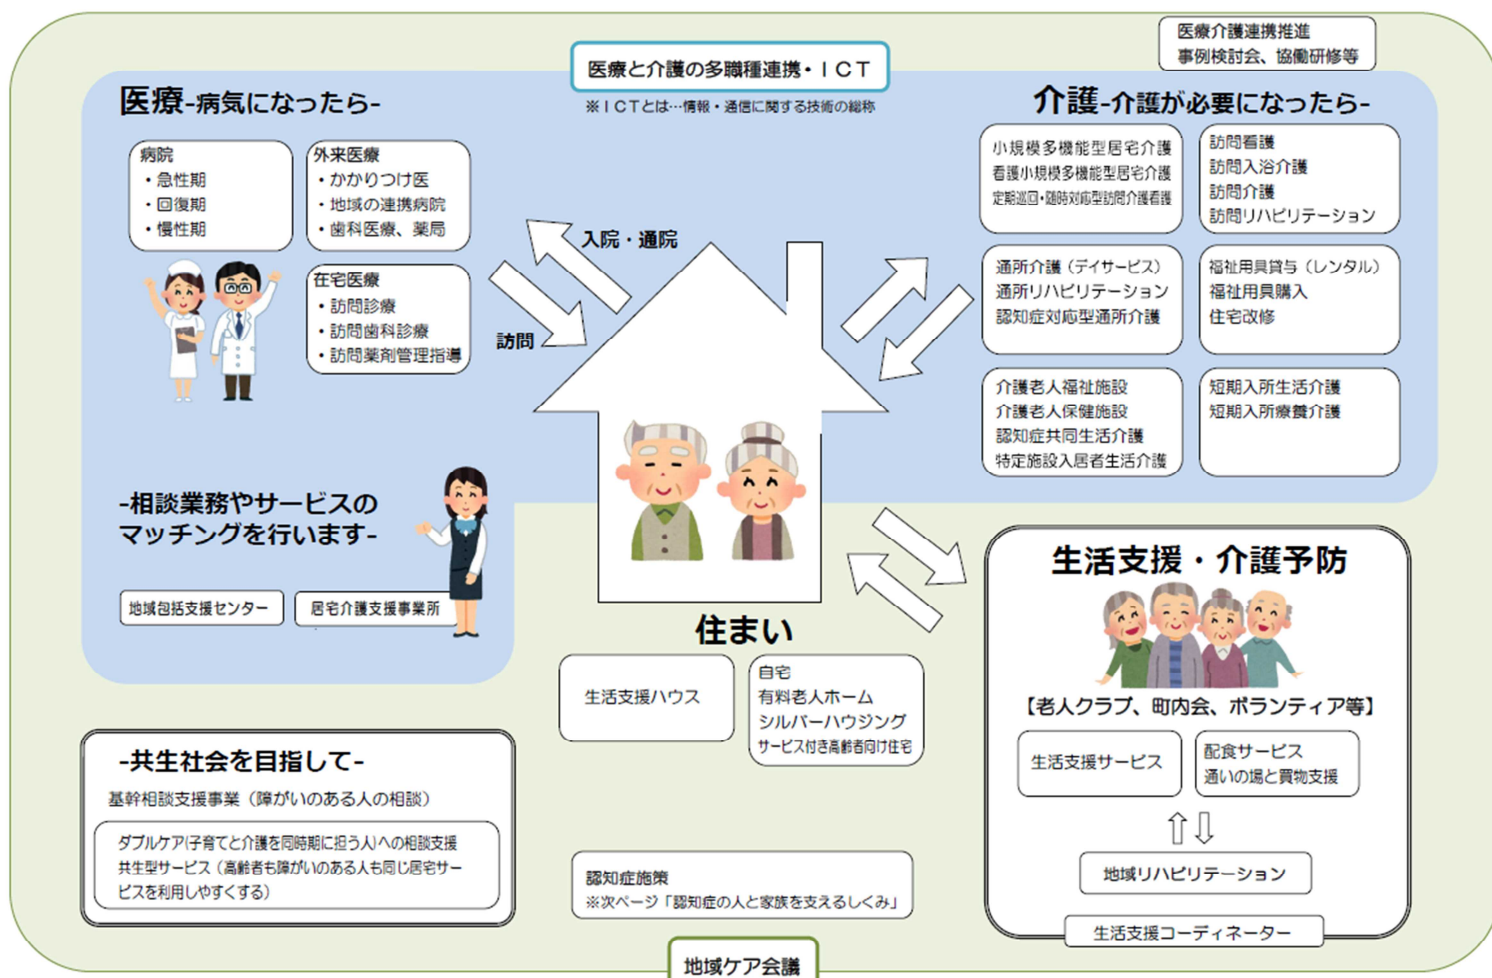 医療介護連携推進
事例検討会、協働研修等
医療と介護の多職種連携・ＩＣＴ
※ＩＣＴとは…情報・通信に関する技術の総称
医療-病気になったら-
病院
・急性期
・回復期
・慢性期
外来医療
・かかりつけ医
・地域の連携病院
・歯科医療、薬局
在宅医療
・訪問診療
・訪問歯科診療
・訪問薬剤管理指導
入院・通院
訪問
介護-介護が必要になったら-
小規模多機能型居宅介護
看護小規模多機能型居宅介護
定期巡回・随時対応型訪問介護看護
訪問看護
訪問入浴介護
訪問介護
訪問リハビリテーション
通所介護（デイサービス）
通所リハビリテーション
認知症対応型通所介護
福祉用具貸与（レンタル）
福祉用具購入
住宅改修
介護老人福祉施設
介護老人保健施設
認知症共同生活介護
特定施設入居者生活介護
短期入所生活介護
短期入所療養介護
-相談業務やサービスの
マッチングを行います-
地域包括支援センター
居宅介護支援事業所
住まい
生活支援ハウス
自宅
有料老人ホーム
シルバーハウジング
サービス付き高齢者向け住宅
生活支援・介護予防
【老人クラブ、町内会、ボランティア等】
生活支援サービス
配食サービス
通いの場と買物支援
地域リハビリテーション
生活支援コーディネーター
-共生社会を目指して-
基幹相談支援事業（障がいのある人の相談）
ダブルケア(子育てと介護を同時期に担う人)への相談支援
共生型サービス（高齢者も障がいのある人も同じ居宅サー
ビスを利用しやすくする）
認知症施策
※次ページ「認知症の人と家族を支えるしくみ」
地域ケア会議